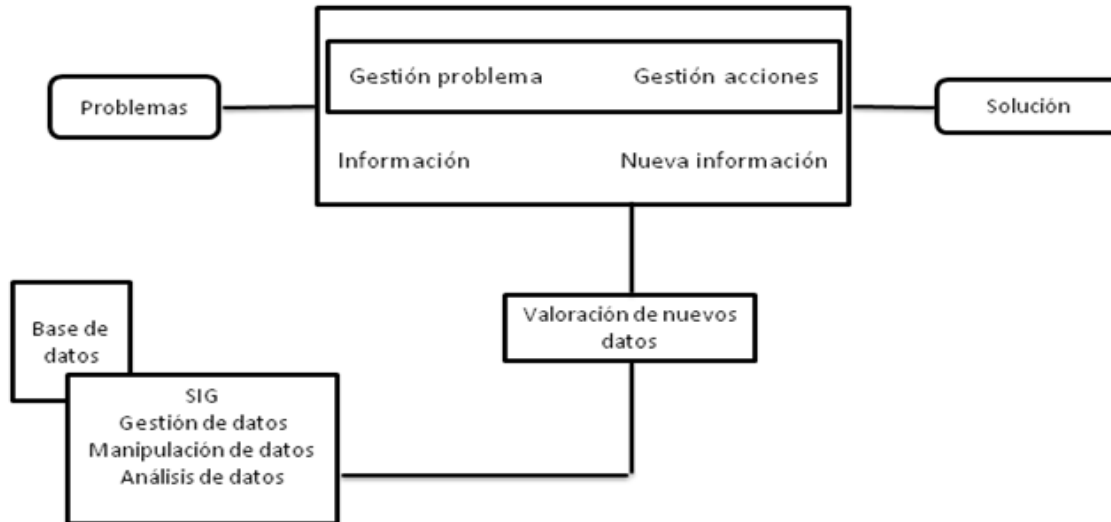 Gestión problema
Gestión acciones
Problemas
Solución
Información
Nueva información
Valoración de nuevos
datos
Base de
datos
SIG
Gestión de datos
Manipulación de datos
Análisis de datos